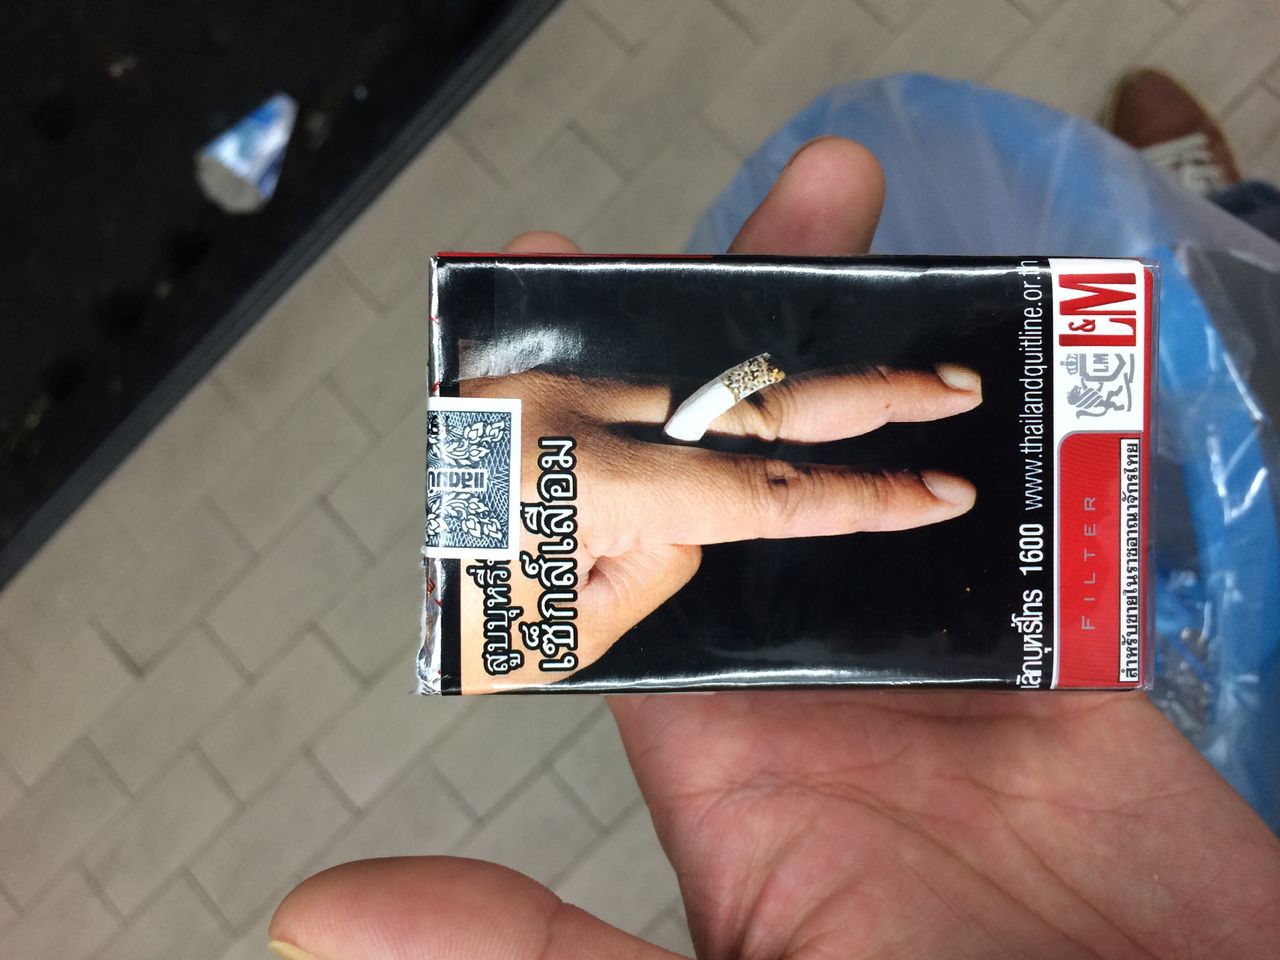 สูบบุหรี่
เซ็กส์เสื่อม
แสตมป์
เลิกบุหรี่โทร 1600 www.thailandquitline.or.th
L&M
LM
FILTER
สำหรับขายในราชอาณาจักรไทย